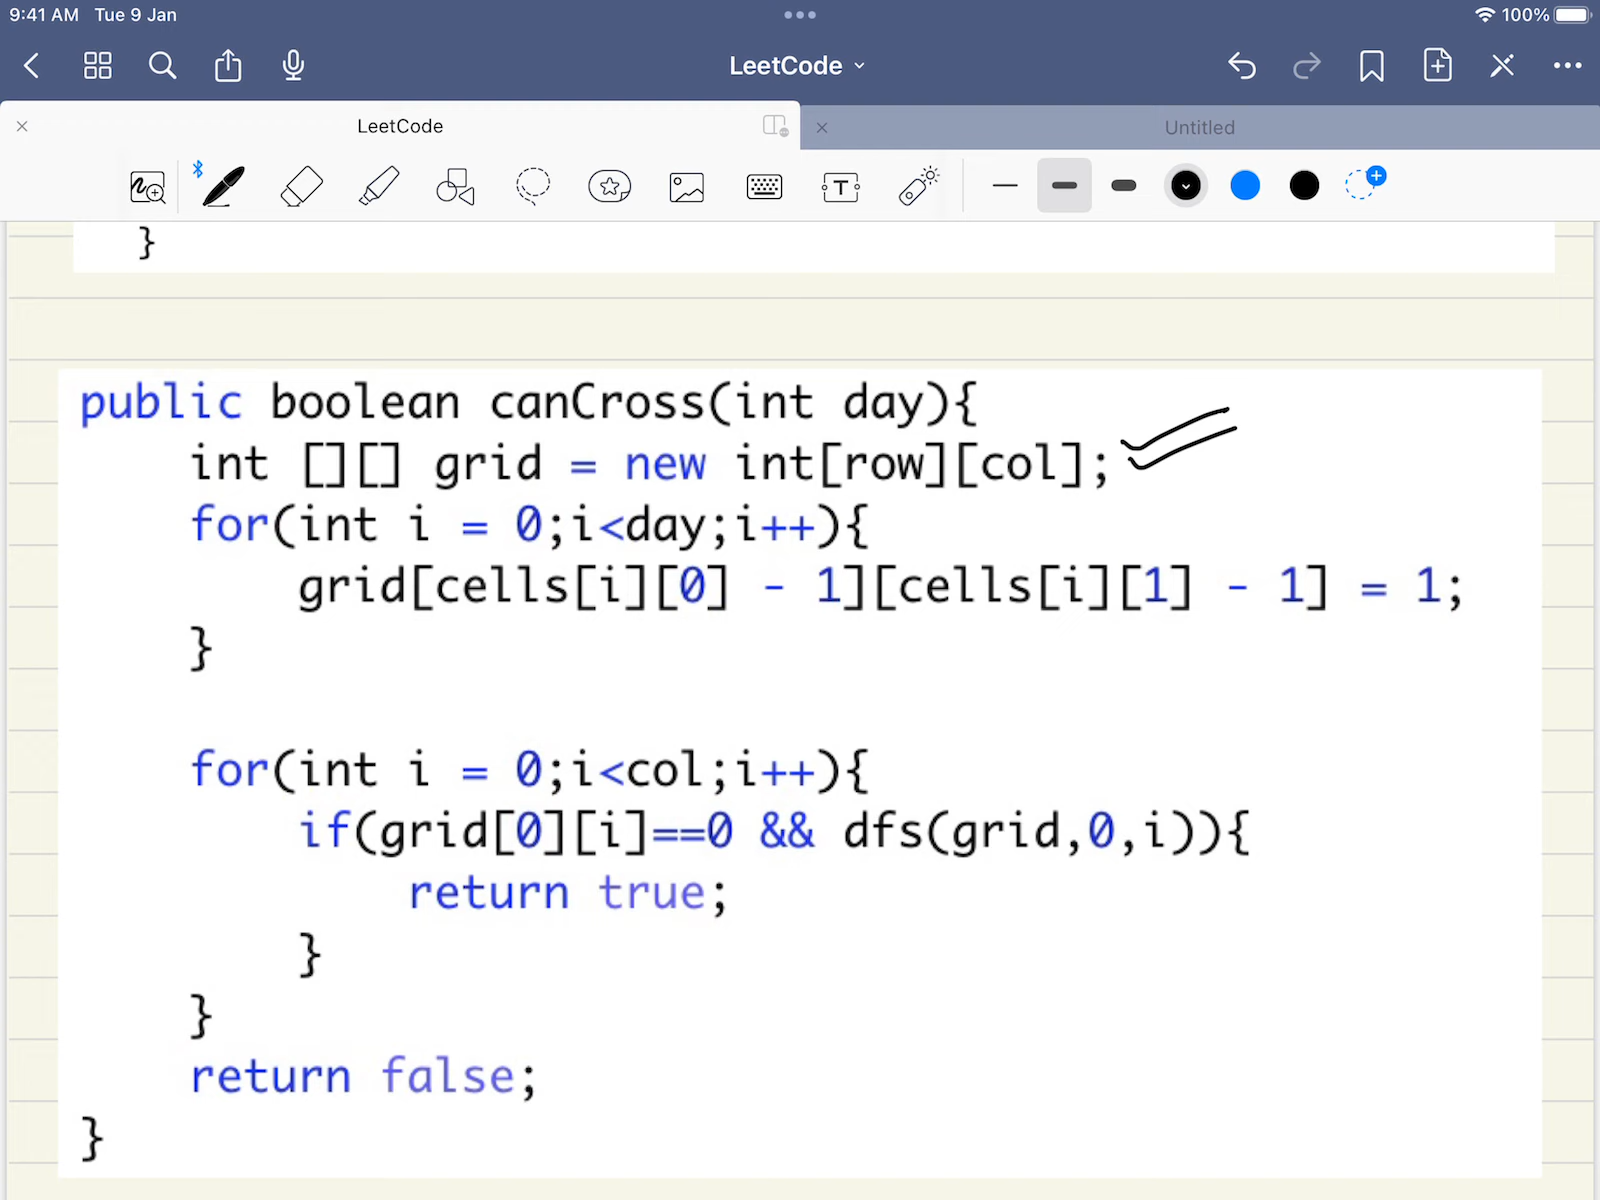 9:41 AM Tue 9 Jan 100%
LeetCode
LeetCode Untitled
T
}
public boolean canCross(int day){
int [][] grid = new int[row][col];
for(int i = 0;i<day;i++){
grid[cells[i][0] - 1][cells[i][1] - 1] = 1;
}
for(int i = 0;i<col;i++){
if(grid[0][i]==0 && dfs(grid,0,i)){
return true;
}
}
return false;
}